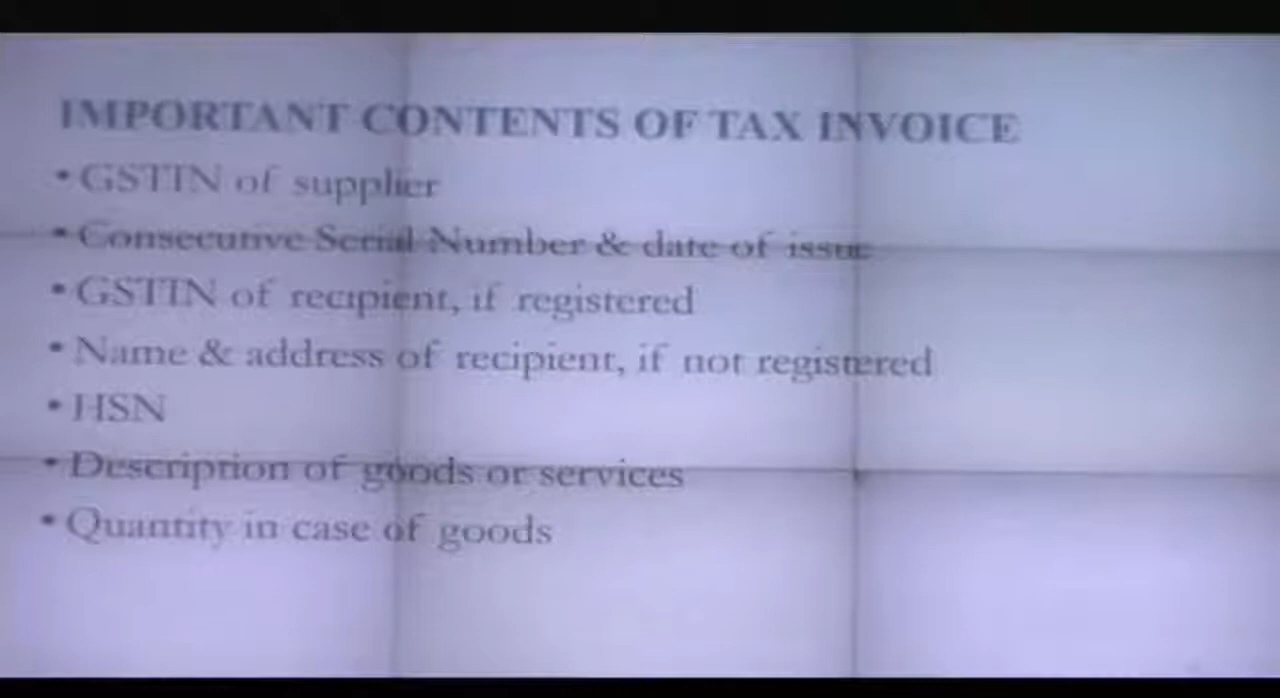 IMPORTANT CONTENTS OF TAX INVOICE
• GSTIN of supplier
• Consecutive Serial Number & date of issue
• GSTIN of recipient, if registered
• Name & address of recipient, if not registered
• HSN
• Description of goods or services
• Quantity in case of goods